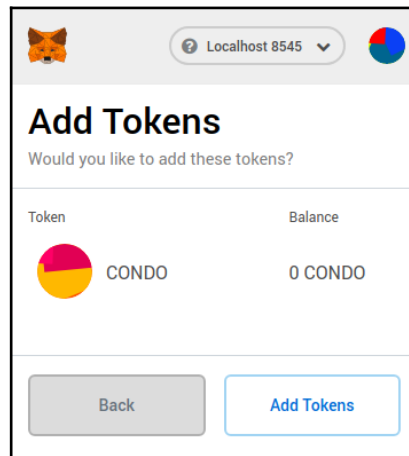 Localhost 8545
Add Tokens
Would you like to add these tokens?
Token Balance
CONDO 0 CONDO
Back Add Tokens